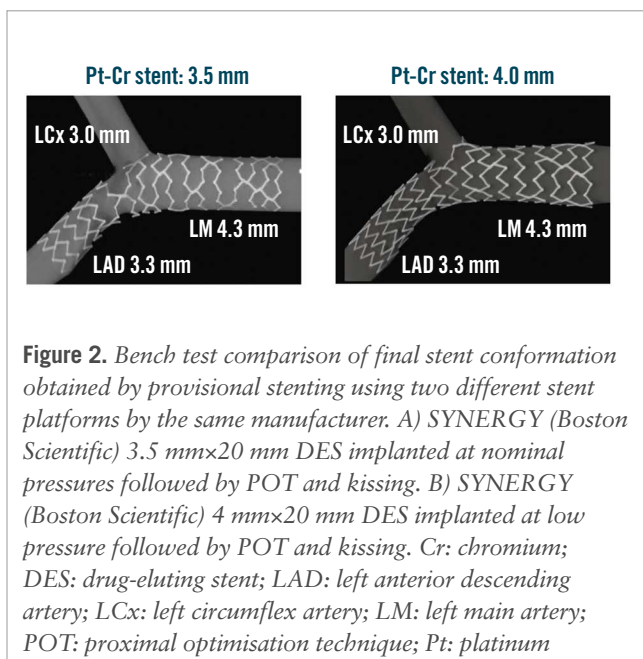 Pt-Cr stent: 3.5 mm
LCx 3.0 mm
LM 4.3 mm
LAD 3.3 mm
Pt-Cr stent: 4.0 mm
LCx 3.0 mm
LM 4.3 mm
LAD 3.3 mm
Figure 2. Bench test comparison of final stent conformation
obtained by provisional stenting using two different stent
platforms by the same manufacturer. A) SYNERGY (Boston
Scientific) 3.5 mm×20 mm DES implanted at nominal
pressures followed by POT and kissing. B) SYNERGY
(Boston Scientific) 4 mm×20 mm DES implanted at low
pressure followed by POT and kissing. Cr: chromium;
DES: drug-eluting stent; LAD: left anterior descending
artery; LCx: left circumflex artery; LM: left main artery;
POT: proximal optimisation technique; Pt: platinum